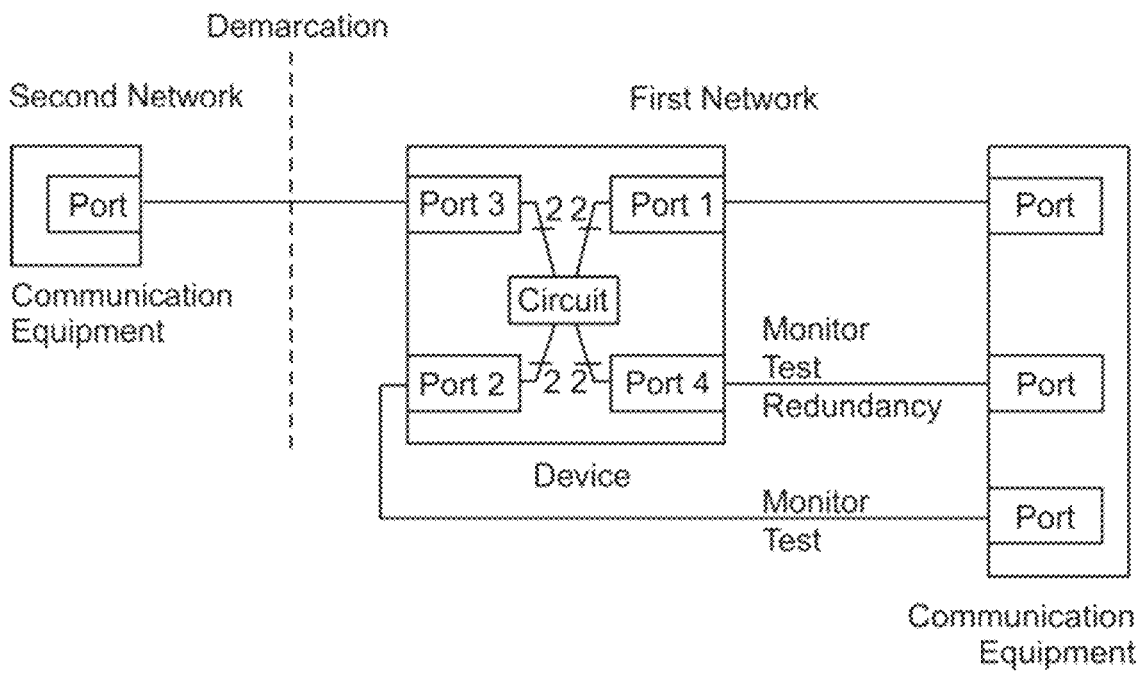 Demarcation
Second Network
First Network
Port
Port 3
2 2
Port 1
Port
Circuit
Communication
Equipment
Port 2
2 2
Port 4
Monitor
Test
Redundancy
Port
Device
Monitor
Test
Port
Communication
Equipment